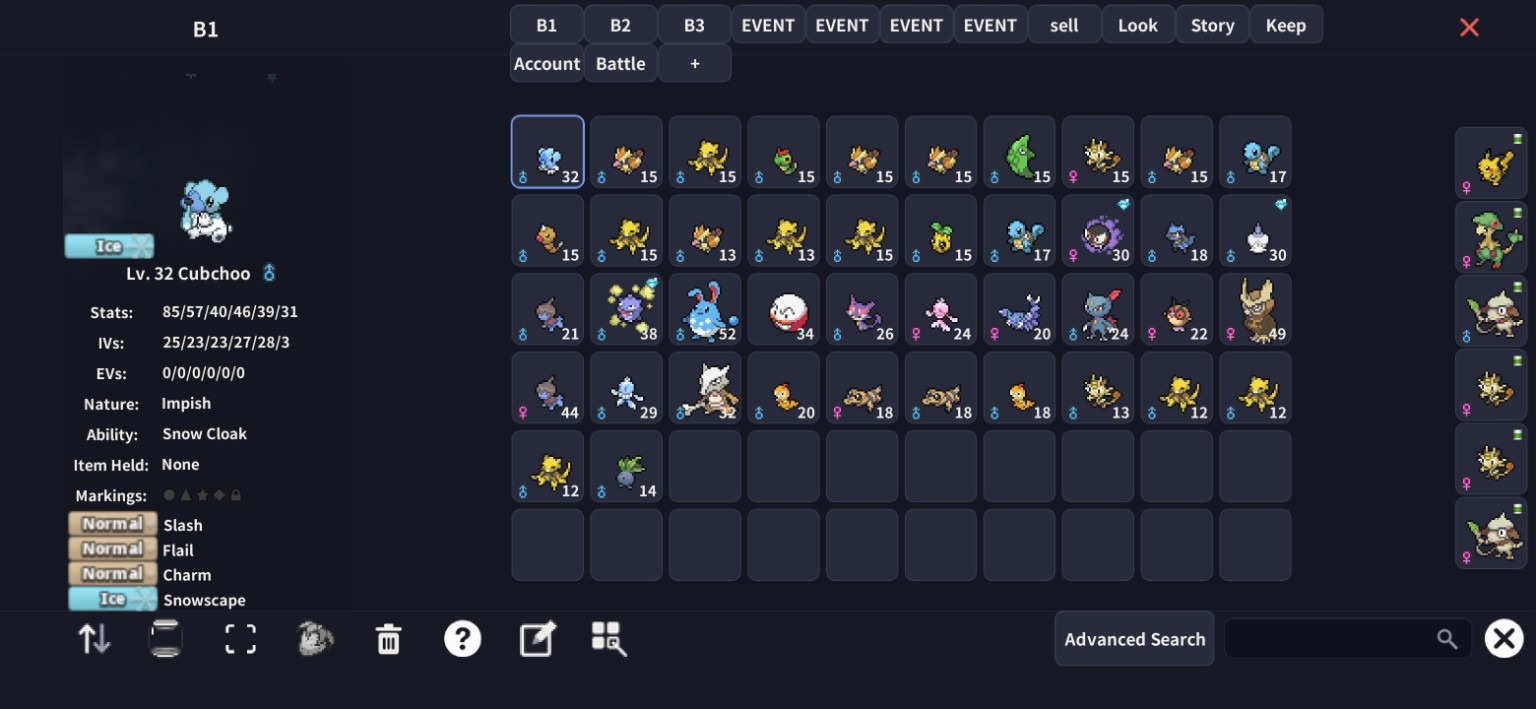 B1
B1 B2 B3 EVENT EVENT EVENT EVENT sell Look Story Keep
Account Battle +
Ice
Lv. 32 Cubchoo ♂
Stats: 85/57/40/46/39/31
IVs: 25/23/23/27/28/3
EVs: 0/0/0/0/0/0
Nature: Impish
Ability: Snow Cloak
Item Held: None
Markings:
Normal Slash
Normal Flail
Normal Charm
Ice Snowscape
32 15 15 15 15 15 15 15 15 17
15 15 13 13 15 15 17 30 18 30
21 38 52 34 26 24 20 24 22 49
44 29 32 20 18 18 18 13 12 12
12 14
?
Advanced Search